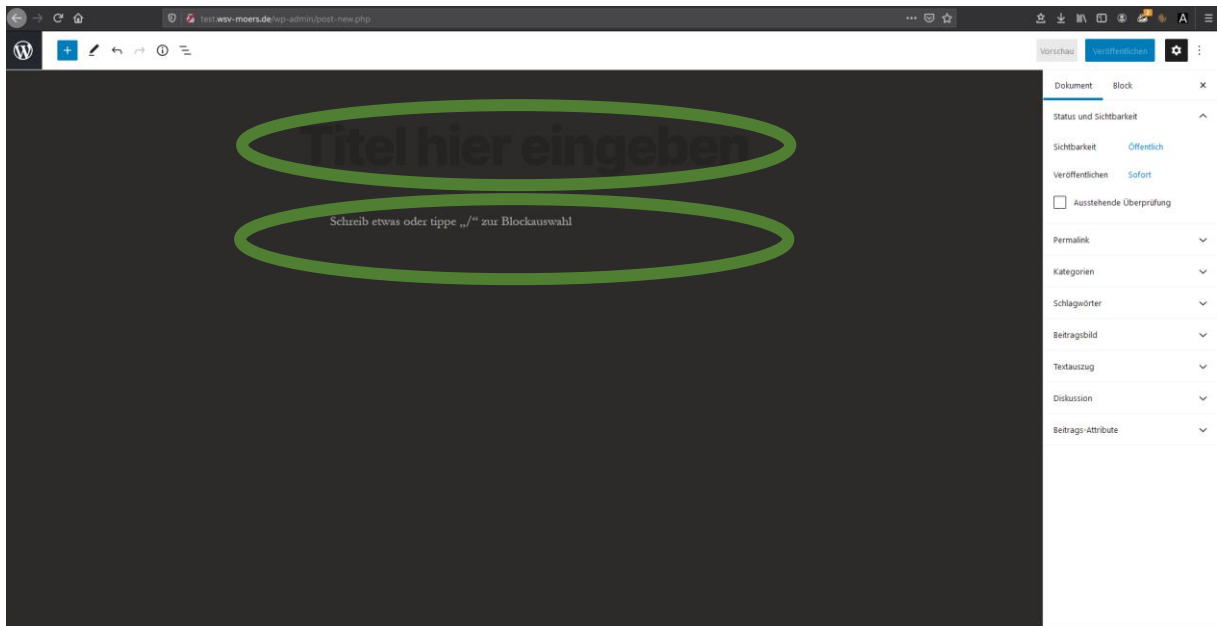 test.wsv-moers.de/wp-admin/post-new.php
Vorschau
Veröffentlichen
Dokument
Block
Status und Sichtbarkeit
Sichtbarkeit Öffentlich
Veröffentlichen Sofort
Ausstehende Überprüfung
Permalink
Kategorien
Schlagwörter
Beitragsbild
Textauszug
Diskussion
Beitrags-Attribute
Titel hier eingeben
Schreib etwas oder tippe „/“ zur Blockauswahl